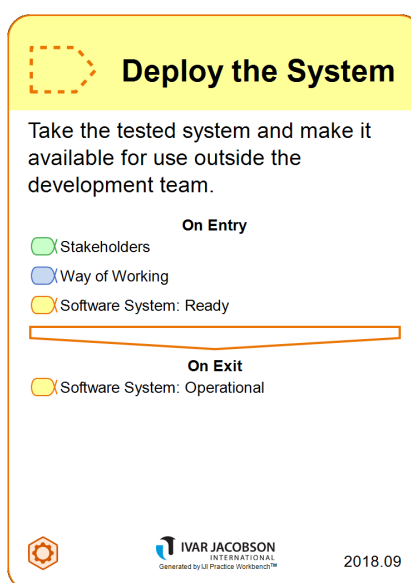 Deploy the System
Take the tested system and make it
available for use outside the
development team.
On Entry
Stakeholders
Way of Working
Software System: Ready
On Exit
Software System: Operational
IVAR JACOBSON
INTERNATIONAL
Generated by IJI Practice Workbench™
2018.09